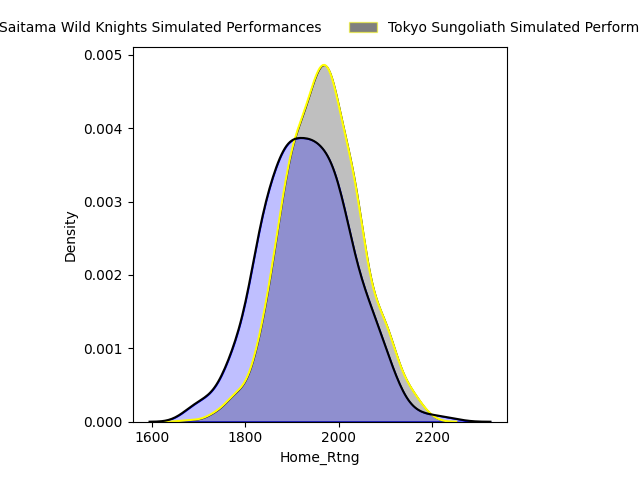 Saitama Wild Knights Simulated Performances Tokyo Sungoliath Simulated Perform
0.005
0.004
0.003
0.002
0.001
0.000
Density
1600 1800 2000 2200
Home_Rtng